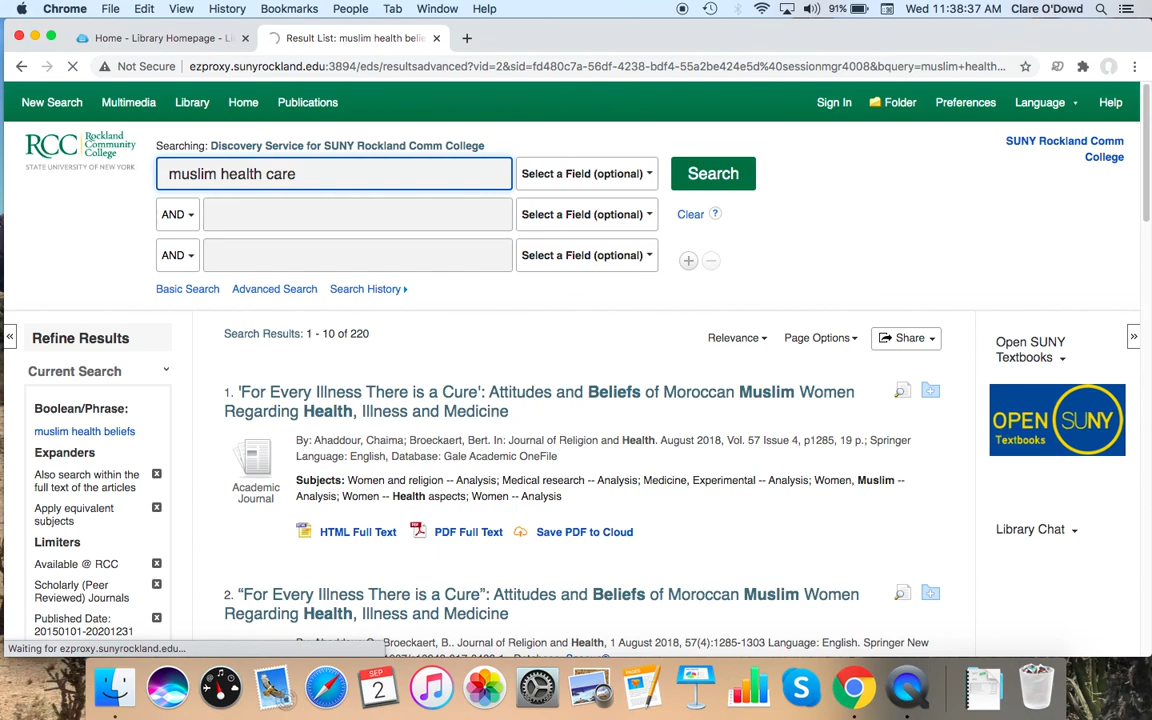 Chrome File Edit View History Bookmarks People Tab Window Help 91% Wed 11:38:37 AM Clare O'Dowd
Home - Library Homepage - Li
Result List: muslim health belie
Not Secure ezproxy.sunyrockland.edu:3894/eds/resultsadvanced?vid=2&sid=fd480c7a-56df-4238-bdf4-55a2be424e5d%40sessionmgr4008&bquery=muslim+health...
New Search Multimedia Library Home Publications Sign In Folder Preferences Language Help
RCC Rockland Community College
STATE UNIVERSITY OF NEW YORK
Searching: Discovery Service for SUNY Rockland Comm College
SUNY Rockland Comm
College
muslim health care Select a Field (optional) Search
AND Select a Field (optional) Clear ?
AND Select a Field (optional)
Basic Search Advanced Search Search History
Refine Results
Current Search
Boolean/Phrase:
muslim health beliefs
Expanders
Also search within the
full text of the articles
Apply equivalent
subjects
Limiters
Available @ RCC
Scholarly (Peer
Reviewed) Journals
Published Date:
20150101-20201231
Search Results: 1 - 10 of 220
Relevance Page Options Share
1. 'For Every Illness There is a Cure': Attitudes and Beliefs of Moroccan Muslim Women
Regarding Health, Illness and Medicine
Academic
Journal
By: Ahaddour, Chaima; Broeckaert, Bert. In: Journal of Religion and Health. August 2018, Vol. 57 Issue 4, p1285, 19 p.; Springer
Language: English, Database: Gale Academic OneFile
Subjects: Women and religion -- Analysis; Medical research -- Analysis; Medicine, Experimental -- Analysis; Women, Muslim --
Analysis; Women -- Health aspects; Women -- Analysis
HTML Full Text PDF Full Text Save PDF to Cloud
2. “For Every Illness There is a Cure”: Attitudes and Beliefs of Moroccan Muslim Women
Regarding Health, Illness and Medicine
Broeckaert, B.. Journal of Religion and Health, 1 August 2018, 57(4):1285-1303 Language: English. Springer New
Open SUNY
Textbooks
OPEN SUNY
Textbooks
Library Chat
Waiting for ezproxy.sunyrockland.edu...
SEP
2